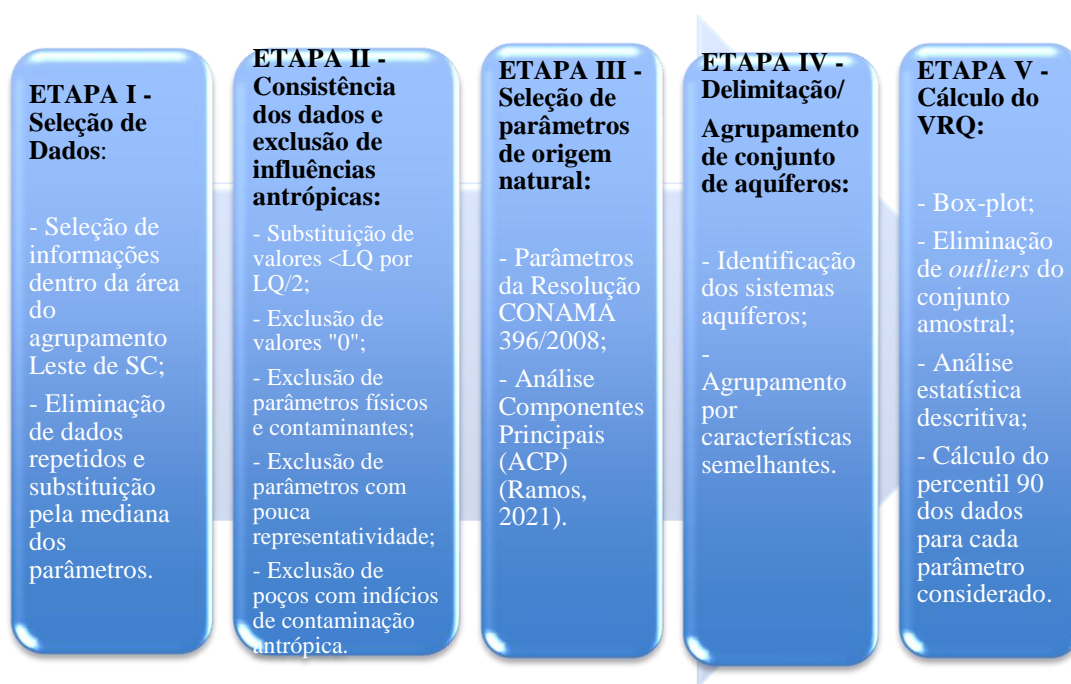 ETAPA I -
Seleção de
Dados:
- Seleção de
informações
dentro da área
do
agrupamento
Leste de SC;
- Eliminação
de dados
repetidos e
substituição
pela mediana
dos
parâmetros.
ETAPA II -
Consistência
dos dados e
exclusão de
influências
antrópicas:
- Substituição de
valores <LQ por
LQ/2;
- Exclusão de
valores "0";
- Exclusão de
parâmetros físicos
e contaminantes;
- Exclusão de
parâmetros com
pouca
representatividade;
- Exclusão de
poços com indícios
de contaminação
antrópica.
ETAPA III -
Seleção de
parâmetros
de origem
natural:
- Parâmetros
da Resolução
CONAMA
396/2008;
- Análise
Componentes
Principais
(ACP)
(Ramos,
2021).
ETAPA IV -
Delimitação/
Agrupamento
de conjunto
de aquíferos:
- Identificação
dos sistemas
aquíferos;
-
Agrupamento
por
características
semelhantes.
ETAPA V -
Cálculo do
VRQ:
- Box-plot;
- Eliminação
de outliers do
conjunto
amostral;
- Análise
estatística
descritiva;
- Cálculo do
percentil 90
dos dados
para cada
parâmetro
considerado.